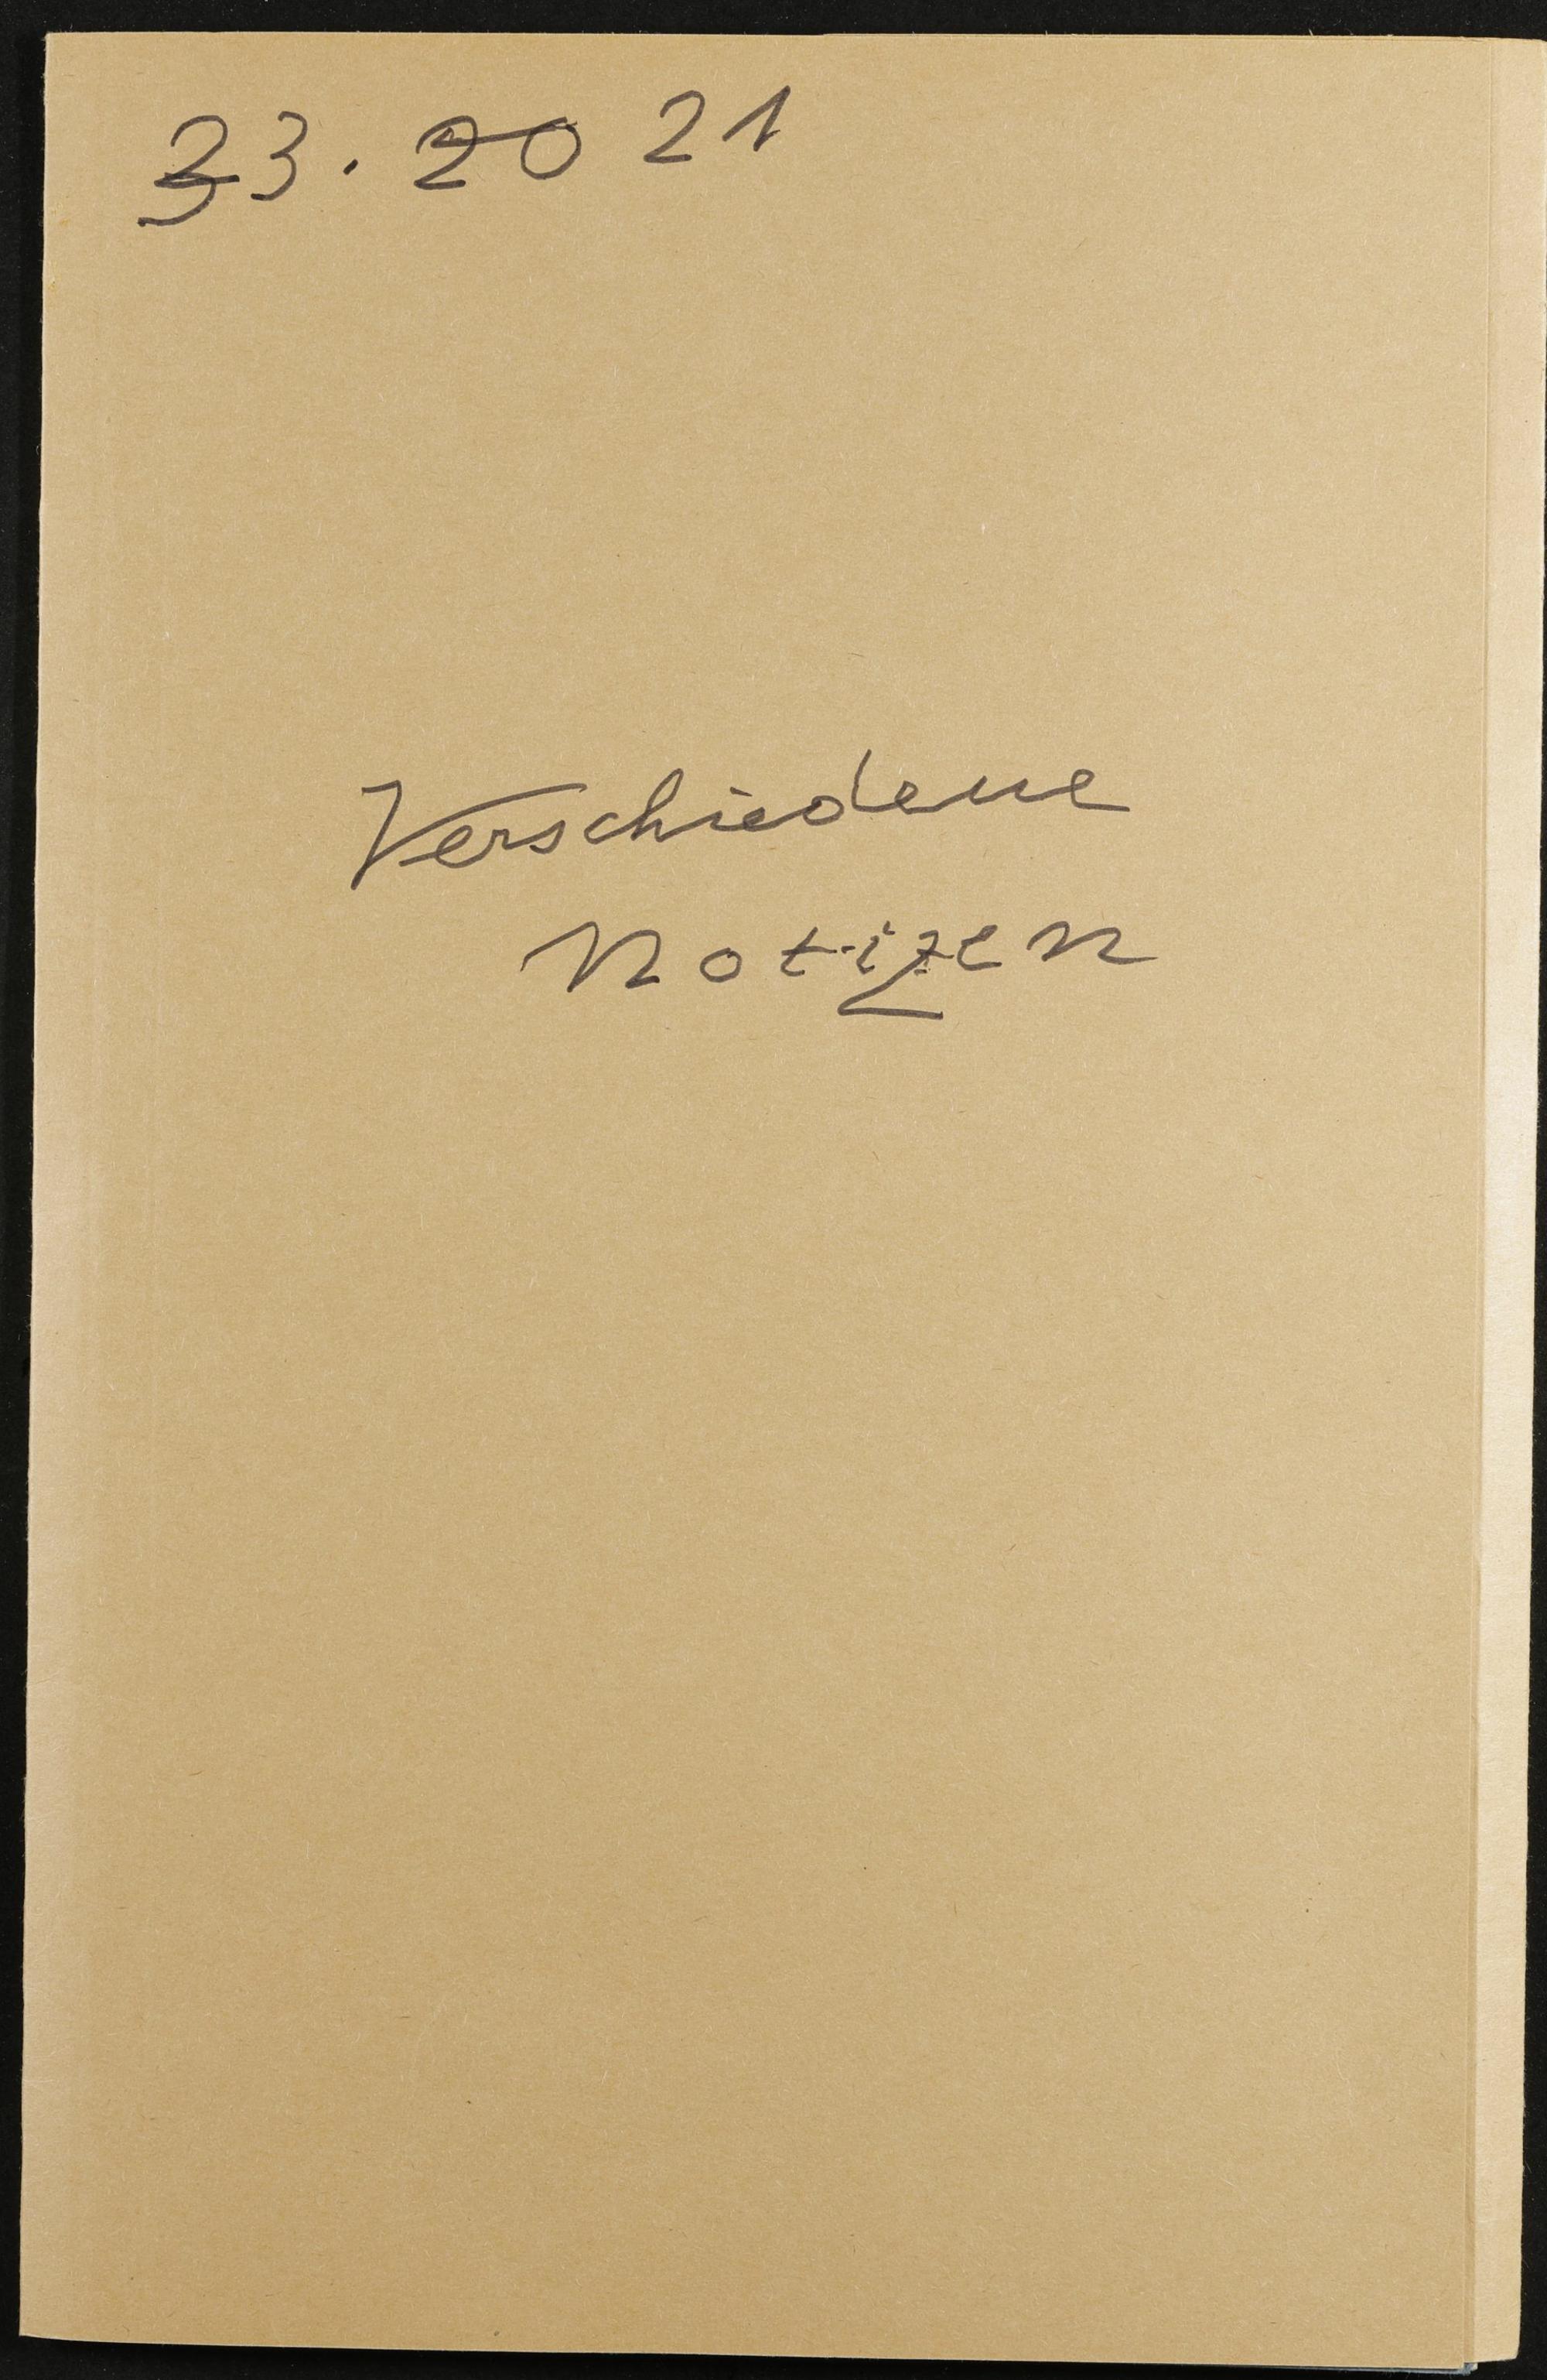 33. 20 21
Verschiedene
Notizen